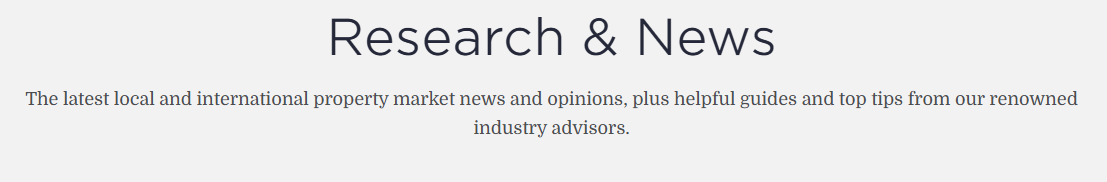 Research & News
The latest local and international property market news and opinions, plus helpful guides and top tips from our renowned
industry advisors.